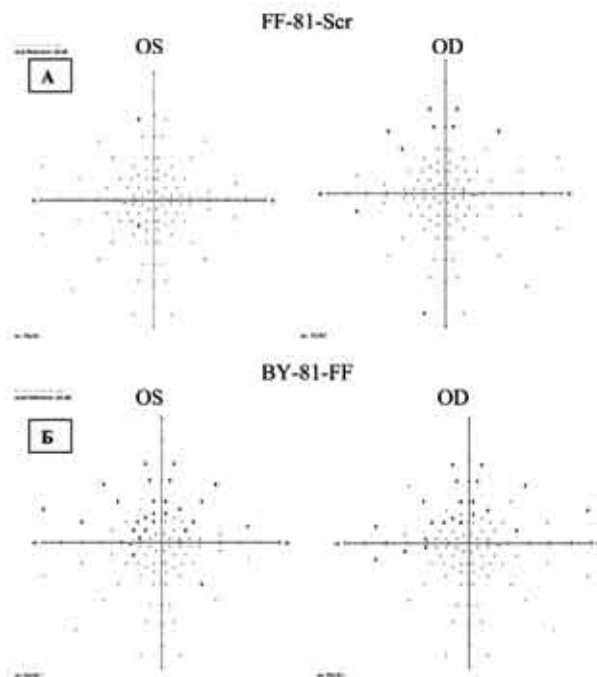 FF-81-Scr
OS OD
А
BY-81-FF
OS OD
Б